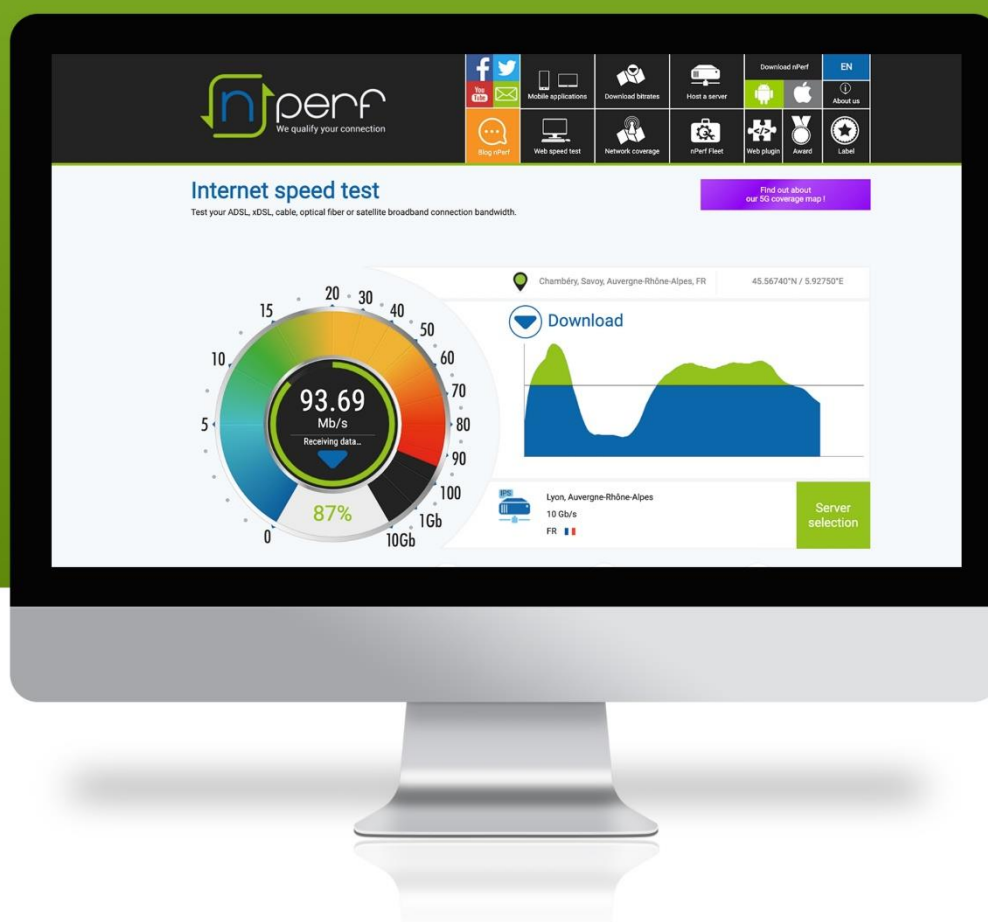 nperf
We qualify your connection
f
You
Tube
Mobile applications
Download bitrates
Host a server
Download nPerf
EN
About us
Blog nPerf
Web speed test
Network coverage
nPerf Fleet
Web plugin
Award
Label
Internet speed test
Test your ADSL, xDSL, cable, optical fiber or satellite broadband connection bandwidth.
Find out about
our 5G coverage map !
Chambéry, Savoy, Auvergne-Rhône-Alpes, FR
45.56740°N / 5.92750°E
Download
0
5
10
15
20
30
40
50
60
70
80
90
100
1Gb
10Gb
93.69
Mb/s
Receiving data...
87%
IPS
Lyon, Auvergne-Rhône-Alpes
10 Gb/s
FR
Server
selection